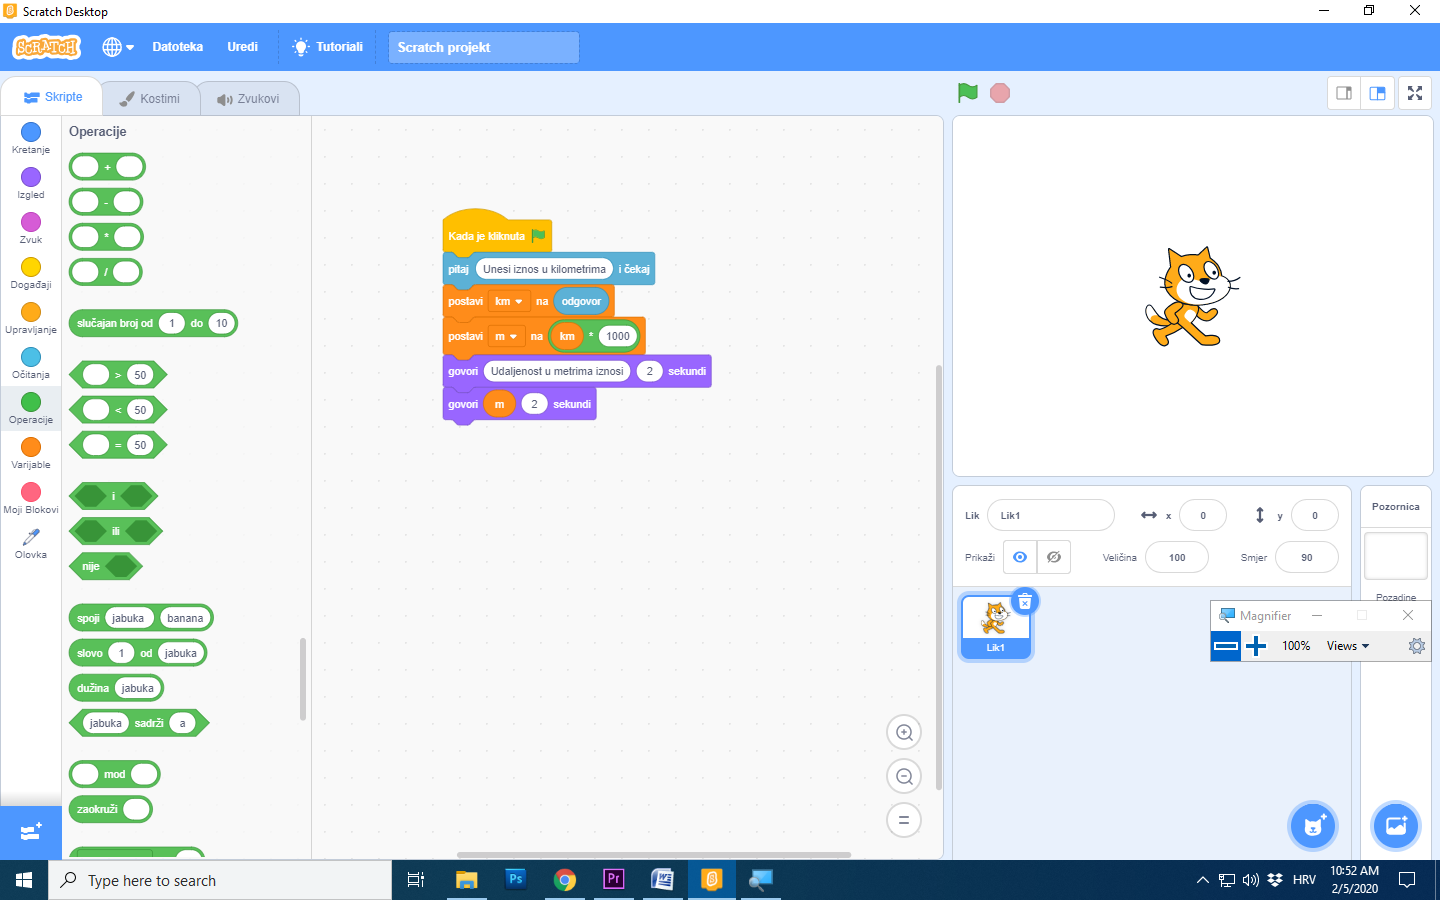 Scratch Desktop
SCRATCH
Datoteka
Uredi
Tutoriali
Scratch projekt
Skripte
Kostimi
Zvukovi
Kretanje
Izgled
Zvuk
Događaji
Upravljanje
Očitanja
Operacije
Varijable
Moji Blokovi
Olovka
Operacije
+
-
*
/
slučajan broj od 1 do 10
> 50
< 50
= 50
i
ili
nije
spoji jabuka banana
slovo 1 od jabuka
dužina jabuka
jabuka sadrži a
mod
zaokruži
Kada je kliknuta
pitaj Unesi iznos u kilometrima i čekaj
postavi km na odgovor
postavi m na km * 1000
govori Udaljenost u metrima iznosi 2 sekundi
govori m 2 sekundi
Lik Lik1 x 0 y 0
Prikaži Veličina 100 Smjer 90
Lik1
Pozornica
Pozadine
Magnifier
100% Views
Type here to search
Ps
Pr
HRV
10:52 AM
2/5/2020